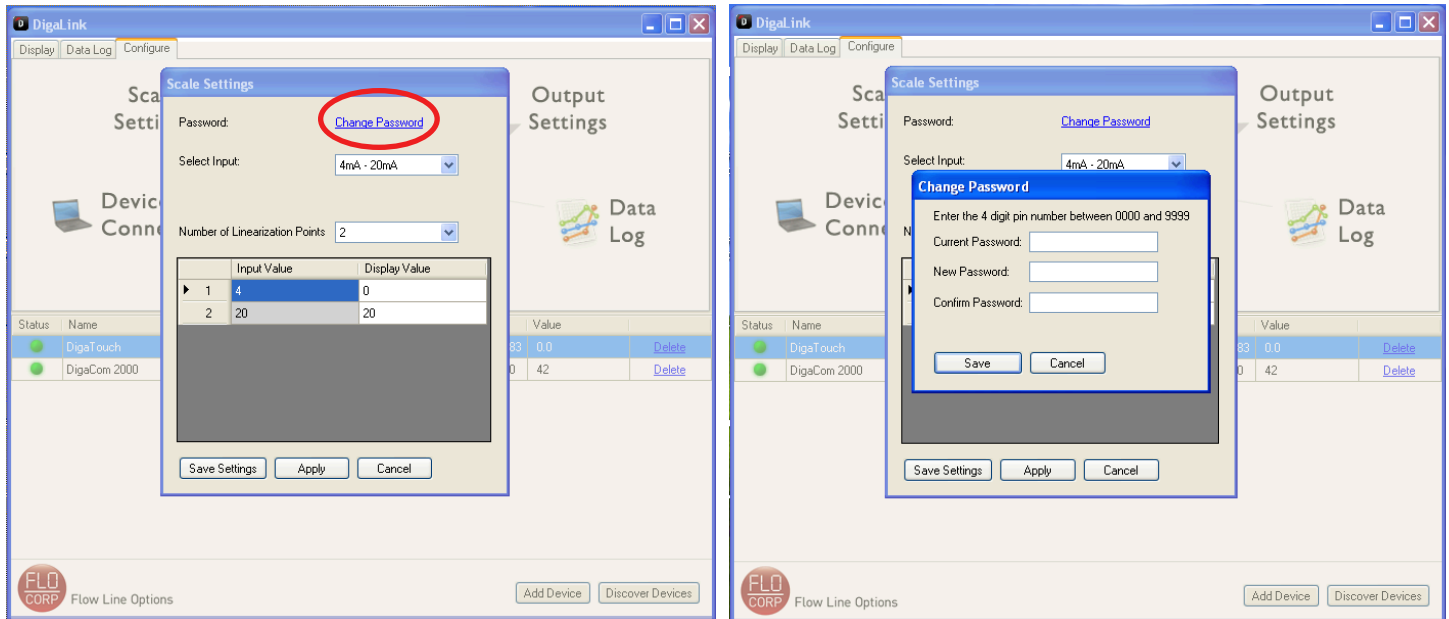 DigaLink
Display Data Log Configure
Scale Settings
Sca
Setti
Output
Settings
Password: Change Password
Select Input: 4mA - 20mA
Devic
Conne
Data
Log
Number of Linearization Points 2
Input Value Display Value
1 4 0
2 20 20
Status Name Value
DigaTouch 83 0.0 Delete
DigaCom 2000 0 42 Delete
Save Settings Apply Cancel
FLO
CORP
Flow Line Options
Add Device Discover Devices
DigaLink
Display Data Log Configure
Scale Settings
Sca
Setti
Output
Settings
Password: Change Password
Select Input: 4mA - 20mA
Change Password
Enter the 4 digit pin number between 0000 and 9999
Current Password:
New Password:
Confirm Password:
Save Cancel
Devic
Conne
N
Data
Log
Status Name Value
DigaTouch 83 0.0 Delete
DigaCom 2000 0 42 Delete
Save Settings Apply Cancel
FLO
CORP
Flow Line Options
Add Device Discover Devices